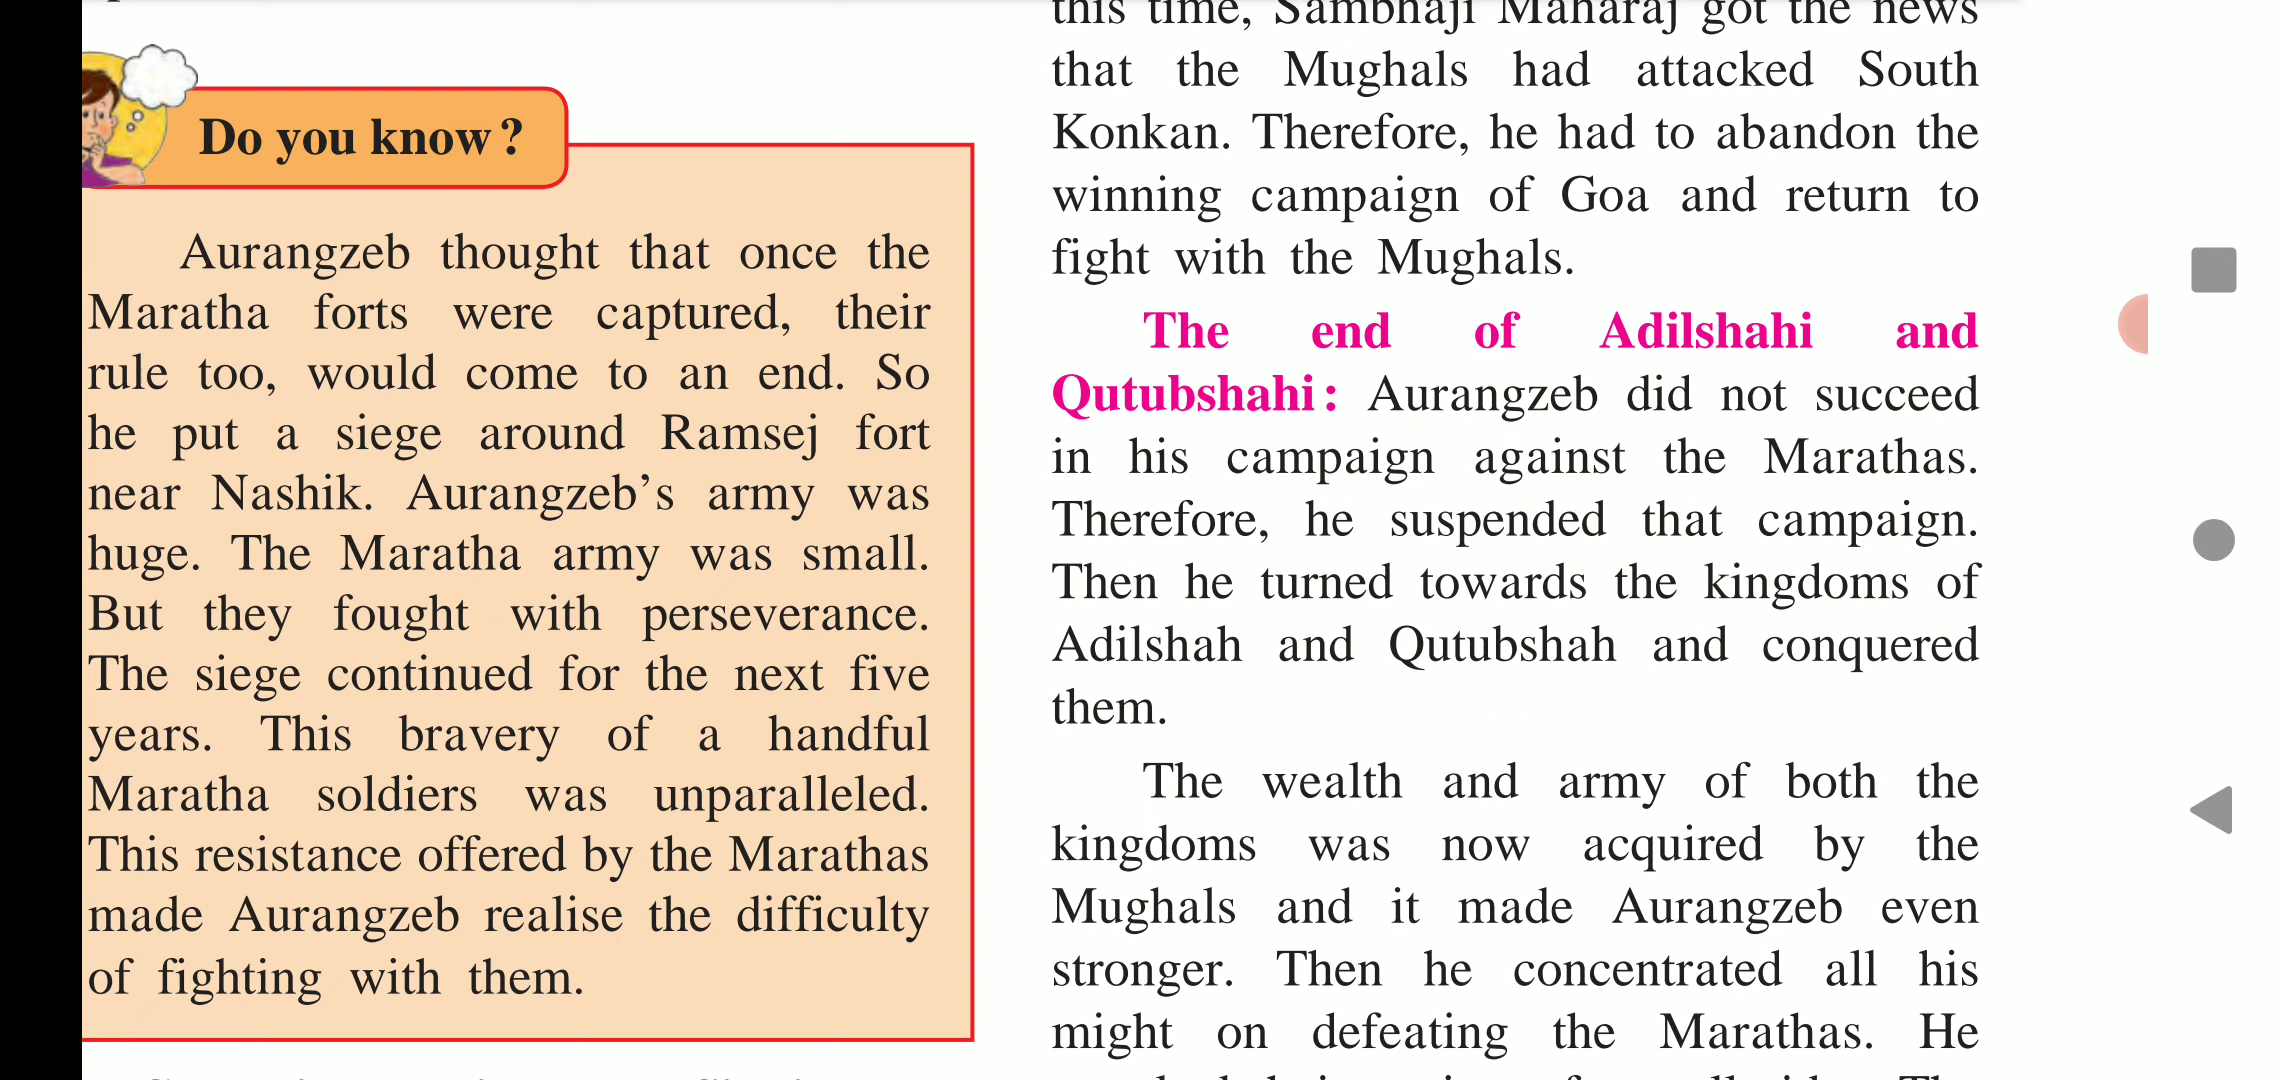 Do you know ?
Aurangzeb thought that once the
Maratha forts were captured, their
rule too, would come to an end. So
he put a siege around Ramsej fort
near Nashik. Aurangzeb’s army was
huge. The Maratha army was small.
But they fought with perseverance.
The siege continued for the next five
years. This bravery of a handful
Maratha soldiers was unparalleled.
This resistance offered by the Marathas
made Aurangzeb realise the difficulty
of fighting with them.
this time, Sambhaji Maharaj got the news
that the Mughals had attacked South
Konkan. Therefore, he had to abandon the
winning campaign of Goa and return to
fight with the Mughals.
The end of Adilshahi and
Qutubshahi : Aurangzeb did not succeed
in his campaign against the Marathas.
Therefore, he suspended that campaign.
Then he turned towards the kingdoms of
Adilshah and Qutubshah and conquered
them.
The wealth and army of both the
kingdoms was now acquired by the
Mughals and it made Aurangzeb even
stronger. Then he concentrated all his
might on defeating the Marathas. He